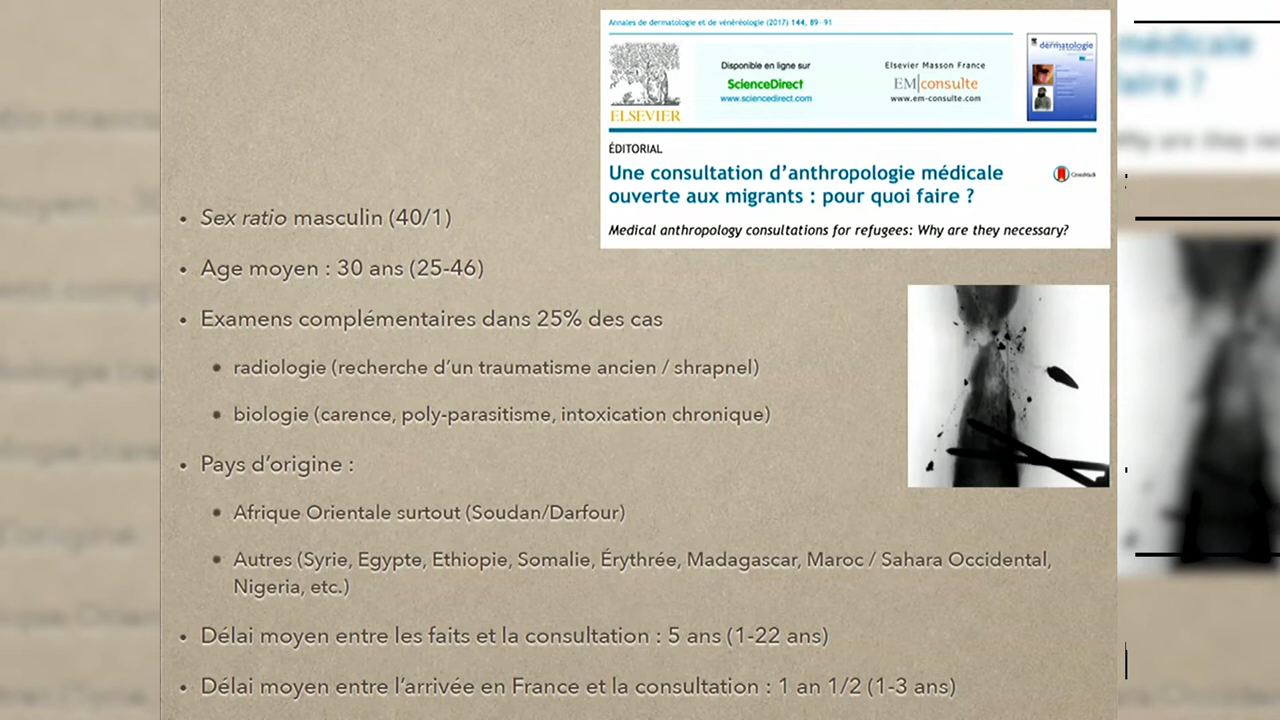 Annales de dermatologie et de vénéréologie (2017) 144, 89—91
Disponible en ligne sur
ScienceDirect
www.sciencedirect.com
Elsevier Masson France
EM|consulte
www.em-consulte.com
dermatologie
ELSEVIER
ÉDITORIAL
Une consultation d'anthropologie médicale
ouverte aux migrants : pour quoi faire ?
CrossMark
Medical anthropology consultations for refugees: Why are they necessary?
• Sex ratio masculin (40/1)
• Age moyen : 30 ans (25-46)
• Examens complémentaires dans 25% des cas
• radiologie (recherche d'un traumatisme ancien / shrapnel)
• biologie (carence, poly-parasitisme, intoxication chronique)
• Pays d'origine :
• Afrique Orientale surtout (Soudan/Darfour)
• Autres (Syrie, Egypte, Ethiopie, Somalie, Érythrée, Madagascar, Maroc / Sahara Occidental,
Nigeria, etc.)
• Délai moyen entre les faits et la consultation : 5 ans (1-22 ans)
• Délai moyen entre l'arrivée en France et la consultation : 1 an 1/2 (1-3 ans)